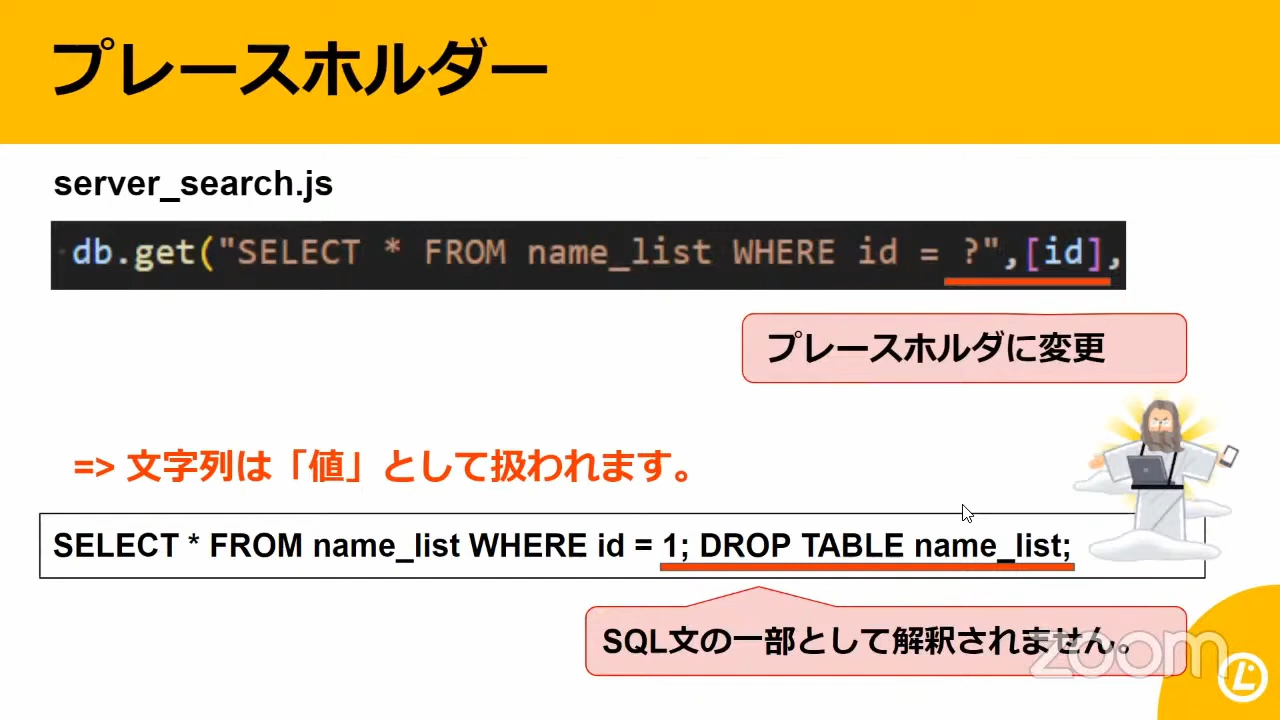 プレースホルダー
server_search.js
db.get("SELECT * FROM name_list WHERE id = ?",[id],
プレースホルダに変更
=> 文字列は「値」として扱われます。
SELECT * FROM name_list WHERE id = 1; DROP TABLE name_list;
SQL文の一部として解釈されません。
zoom
L